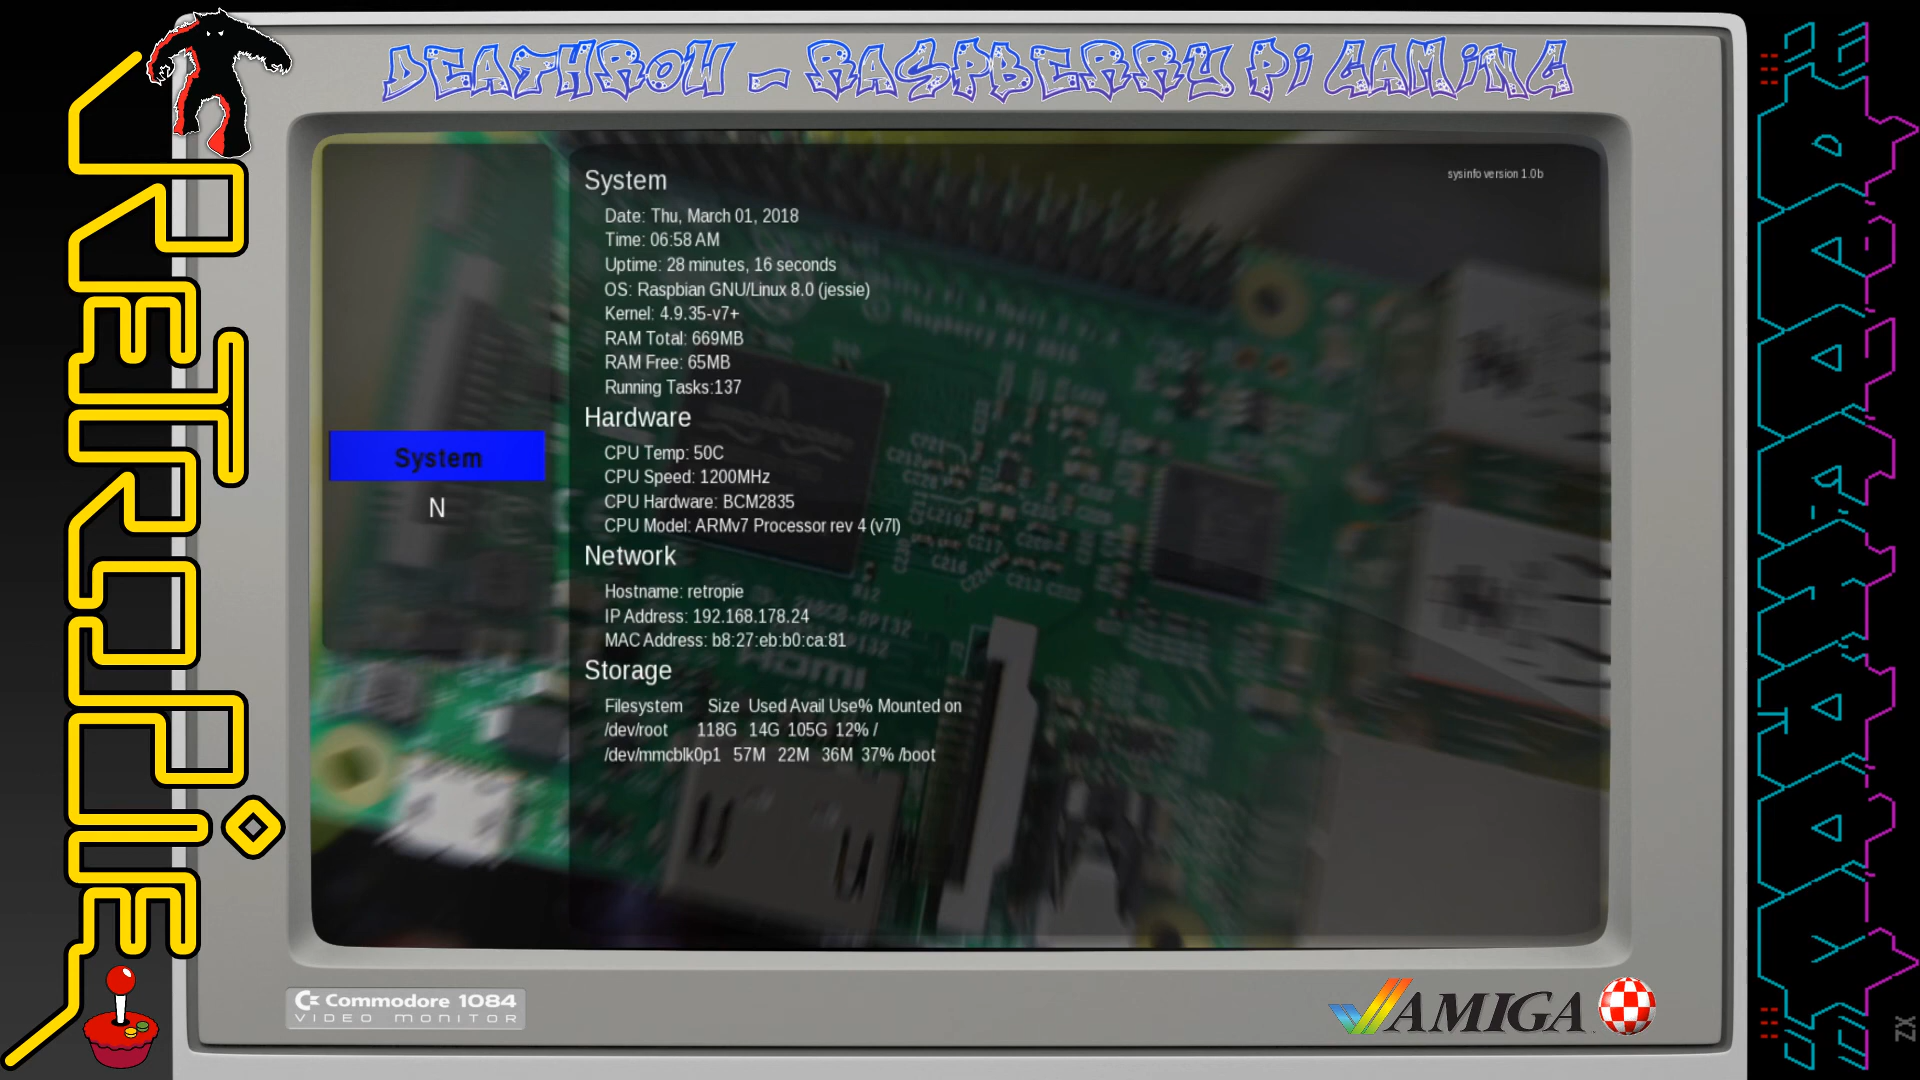 DEATHROW - RASPBERRY Pi GAMiNG
RETROPIE
sysinfo version 1.0b
System
N
System
Date: Thu, March 01, 2018
Time: 06:58 AM
Uptime: 28 minutes, 16 seconds
OS: Raspbian GNU/Linux 8.0 (jessie)
Kernel: 4.9.35-v7+
RAM Total: 669MB
RAM Free: 65MB
Running Tasks:137
Hardware
CPU Temp: 50C
CPU Speed: 1200MHz
CPU Hardware: BCM2835
CPU Model: ARMv7 Processor rev 4 (v7l)
Network
Hostname: retropie
IP Address: 192.168.178.24
MAC Address: b8:27:eb:b0:ca:81
Storage
Filesystem Size Used Avail Use% Mounted on
/dev/root 118G 14G 105G 12% /
/dev/mmcblk0p1 57M 22M 36M 37% /boot
HDMI
C216
Commodore 1084
VIDEO MONITOR
AMIGA
ZX